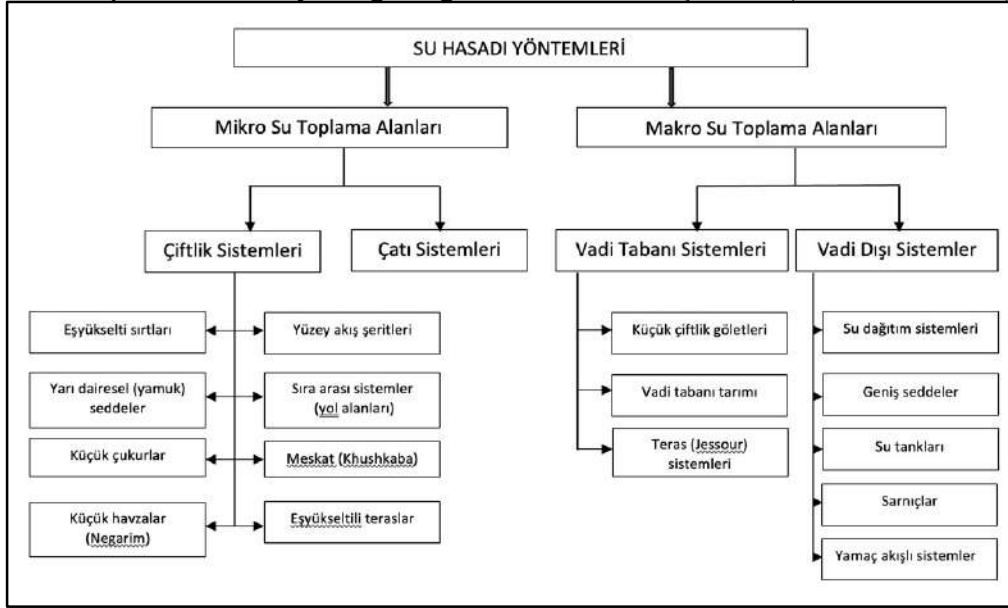 SU HASADI YÖNTEMLERİ
Mikro Su Toplama Alanları
Makro Su Toplama Alanları
Çiftlik Sistemleri
Çatı Sistemleri
Vadi Tabanı Sistemleri
Vadi Dışı Sistemler
Eşyükselti sırtları
Yüzey akış şeritleri
Yarı dairesel (yamuk)
seddeler
Sıra arası sistemler
(yol alanları)
Küçük çukurlar
Meskat (Khushkaba)
Küçük havzalar
(Negarim)
Eşyükseltili teraslar
Küçük çiftlik göletleri
Vadi tabanı tarımı
Teras (Jessour)
sistemleri
Su dağıtım sistemleri
Geniş seddeler
Su tankları
Sarnıçlar
Yamaç akışlı sistemler